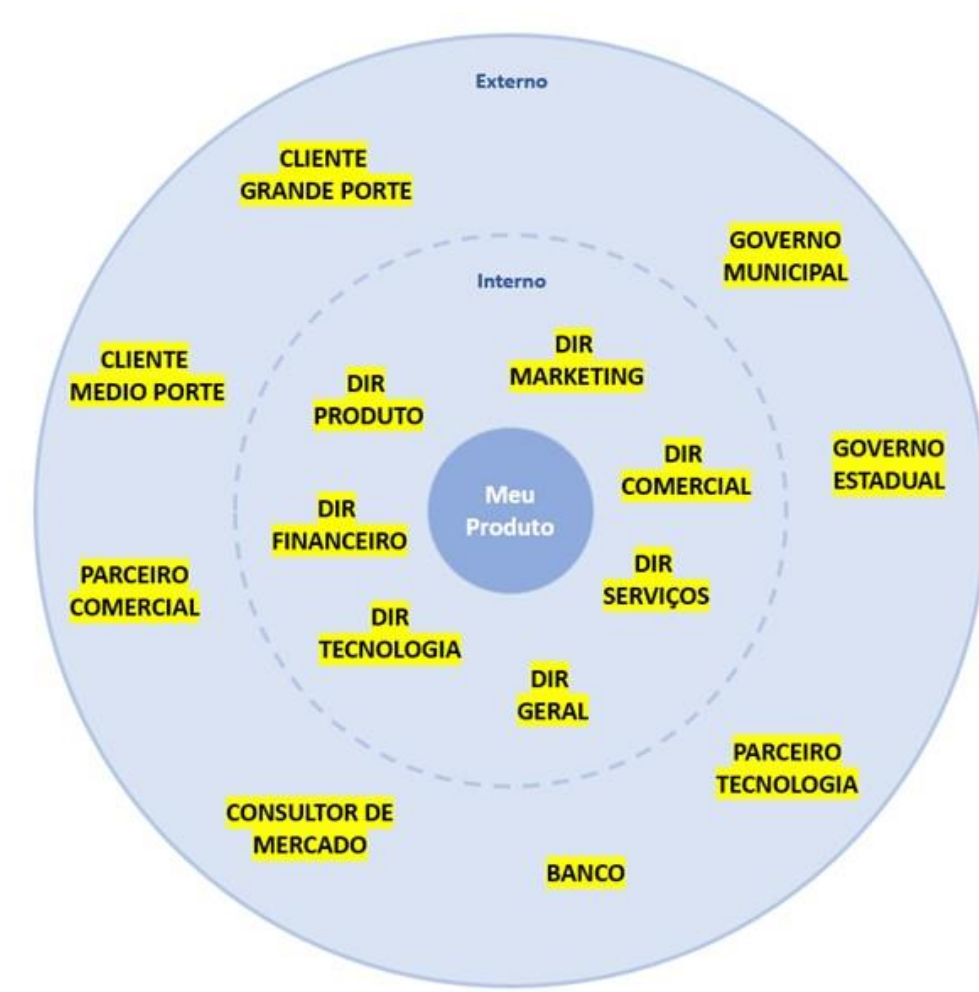 Externo
CLIENTE
GRANDE PORTE
GOVERNO
MUNICIPAL
Interno
DIR
MARKETING
CLIENTE
MEDIO PORTE
DIR
PRODUTO
DIR
COMERCIAL
GOVERNO
ESTADUAL
Meu
Produto
DIR
FINANCEIRO
DIR
SERVIÇOS
PARCEIRO
COMERCIAL
DIR
TECNOLOGIA
DIR
GERAL
PARCEIRO
TECNOLOGIA
CONSULTOR DE
MERCADO
BANCO